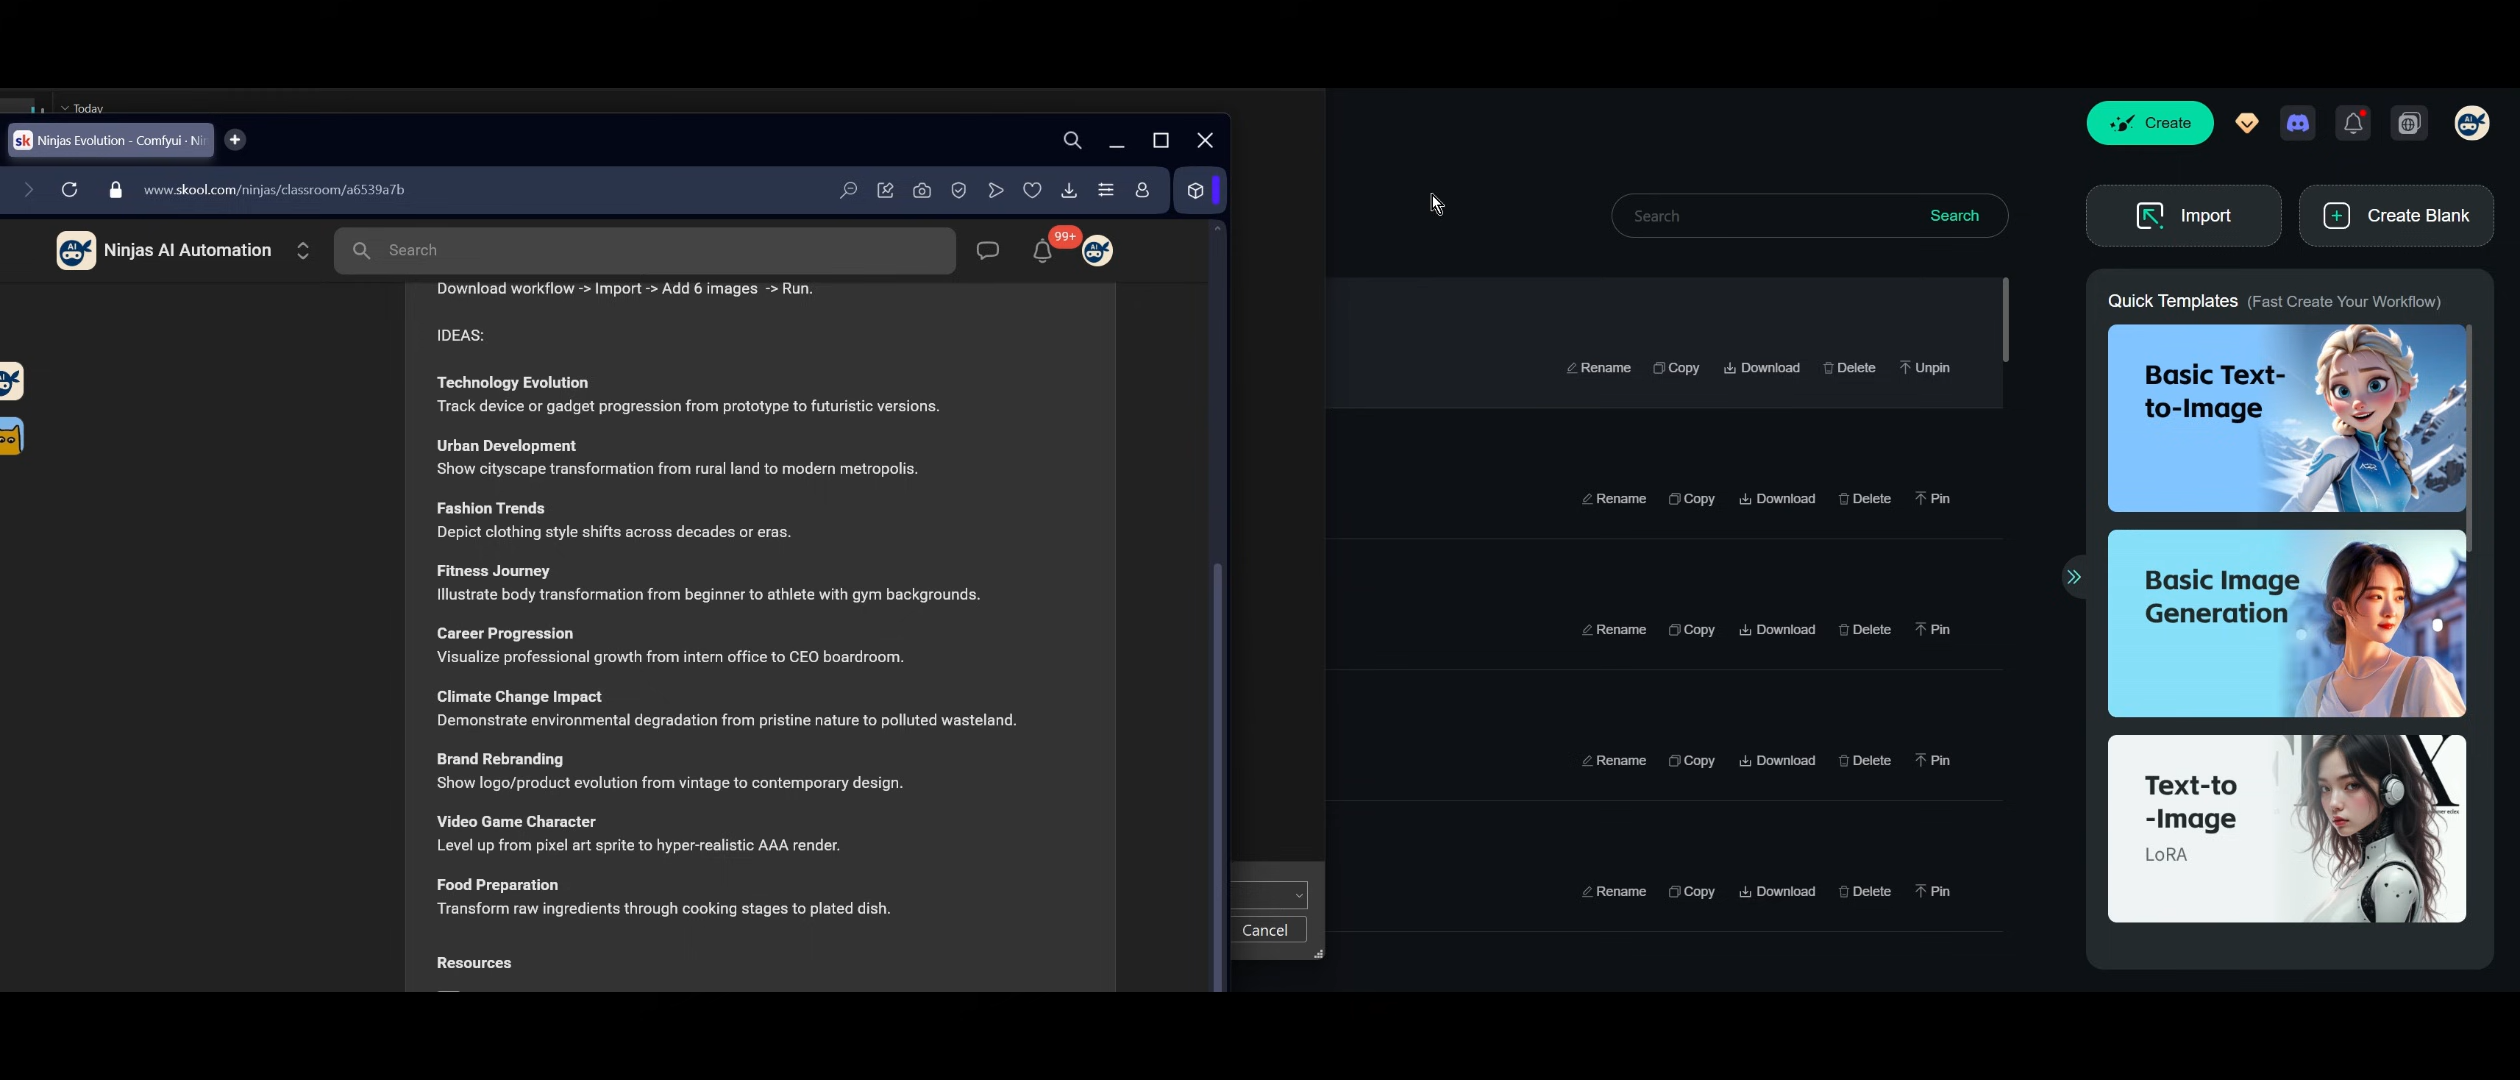 Today
sk Ninjas Evolution - Comfyui · Nin
www.skool.com/ninjas/classroom/a6539a7b
Ninjas AI Automation
Search
99+
Download workflow -> Import -> Add 6 images -> Run.
IDEAS:
Technology Evolution
Track device or gadget progression from prototype to futuristic versions.
Urban Development
Show cityscape transformation from rural land to modern metropolis.
Fashion Trends
Depict clothing style shifts across decades or eras.
Fitness Journey
Illustrate body transformation from beginner to athlete with gym backgrounds.
Career Progression
Visualize professional growth from intern office to CEO boardroom.
Climate Change Impact
Demonstrate environmental degradation from pristine nature to polluted wasteland.
Brand Rebranding
Show logo/product evolution from vintage to contemporary design.
Video Game Character
Level up from pixel art sprite to hyper-realistic AAA render.
Food Preparation
Transform raw ingredients through cooking stages to plated dish.
Resources
Cancel
Search Search
Rename Copy Download Delete Unpin
Rename Copy Download Delete Pin
Rename Copy Download Delete Pin
Rename Copy Download Delete Pin
Rename Copy Download Delete Pin
Create
Import
Create Blank
Quick Templates (Fast Create Your Workflow)
Basic Text-
to-Image
Basic Image
Generation
Text-to
-Image
LoRA